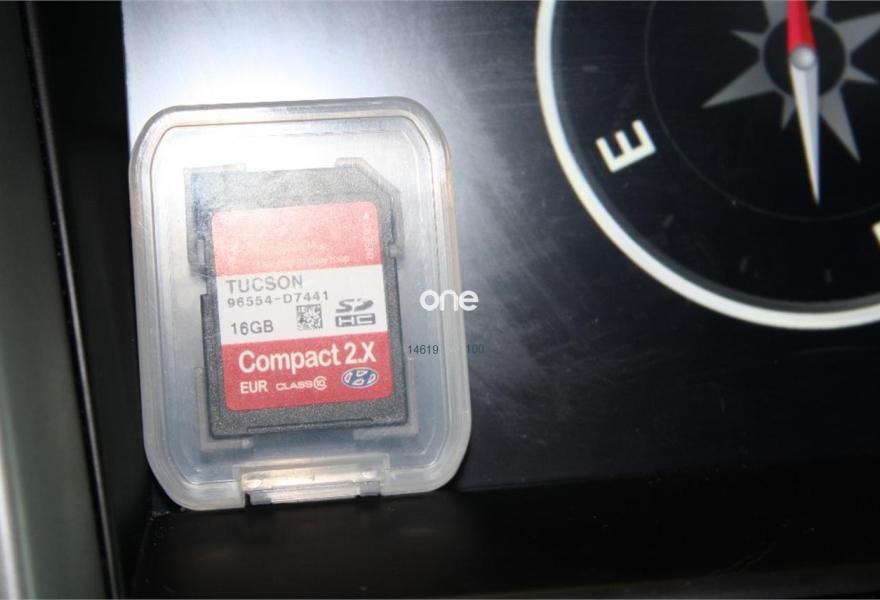 TUCSON
96554-D7441
16GB
SD
HC
Compact 2.X
EUR CLASS 10
E
one
14619 100